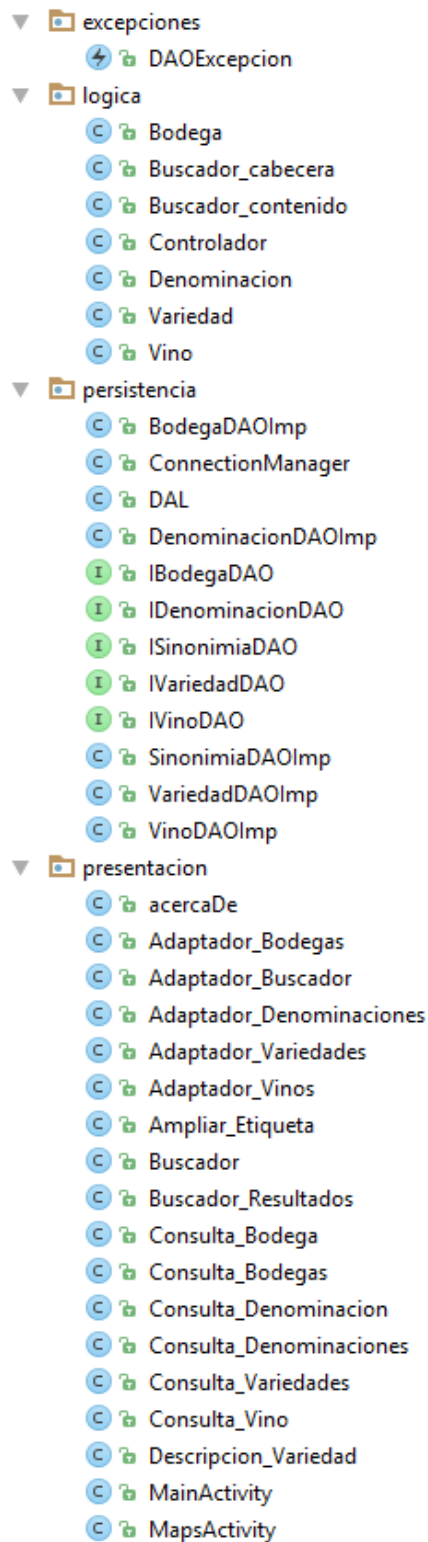 excepciones
DAOExcepcion
logica
Bodega
Buscador_cabecera
Buscador_contenido
Controlador
Denominacion
Variedad
Vino
persistencia
BodegaDAOImp
ConnectionManager
DAL
DenominacionDAOImp
IBodegaDAO
IDenominacionDAO
ISinonimiaDAO
IVariedadDAO
IVinoDAO
SinonimiaDAOImp
VariedadDAOImp
VinoDAOImp
presentacion
acercaDe
Adaptador_Bodegas
Adaptador_Buscador
Adaptador_Denominaciones
Adaptador_Variedades
Adaptador_Vinos
Ampliar_Etiqueta
Buscador
Buscador_Resultados
Consulta_Bodega
Consulta_Bodegas
Consulta_Denominacion
Consulta_Denominaciones
Consulta_Variedades
Consulta_Vino
Descripcion_Variedad
MainActivity
MapsActivity